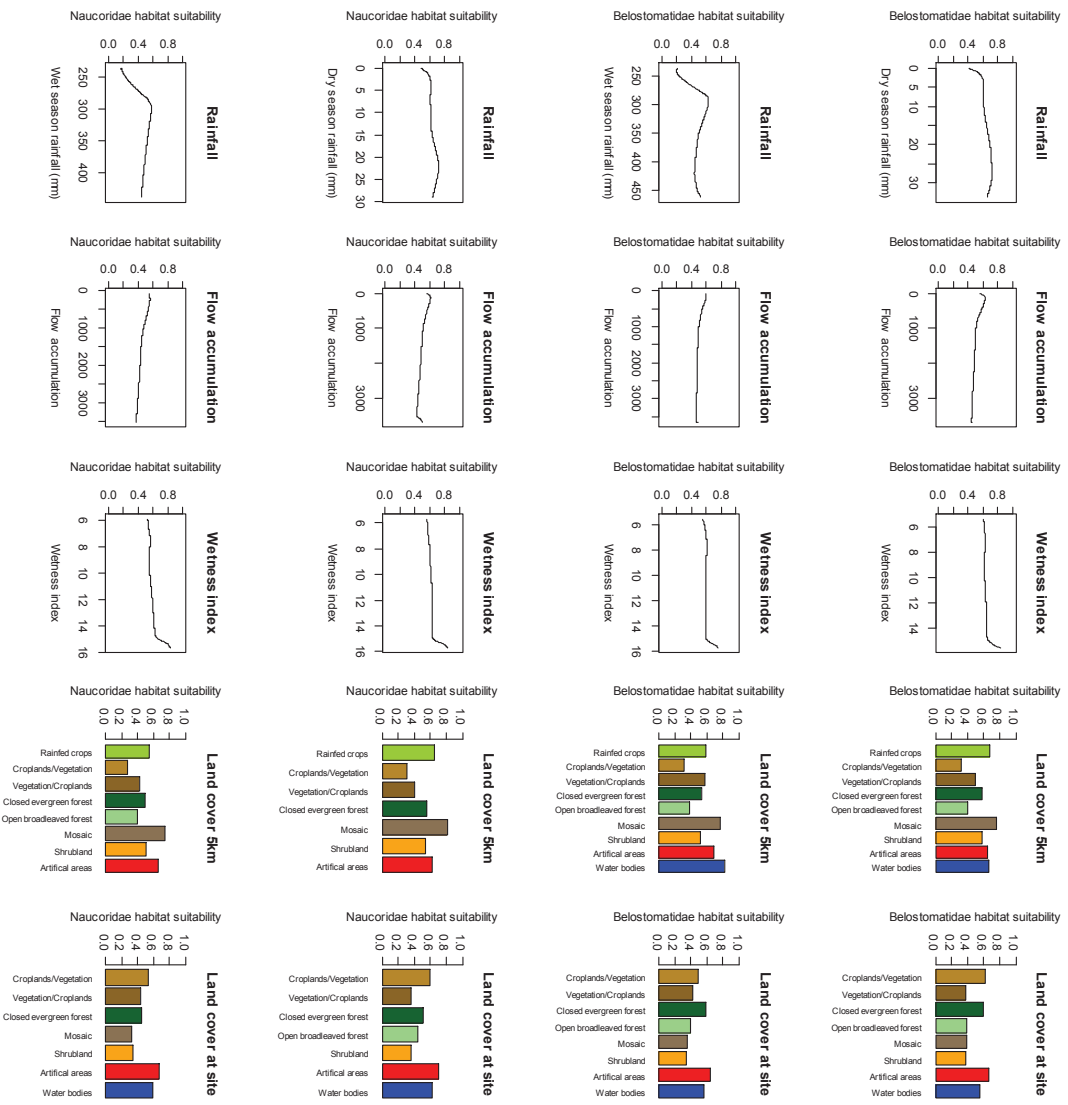 Naucoridae habitat suitability
0.0 0.4 0.8
Rainfall
250 300 350 400
Wet season rainfall (mm)
Naucoridae habitat suitability
0.0 0.4 0.8
Rainfall
0 5 10 15 20 25 30
Dry season rainfall (mm)
Belostomatidae habitat suitability
0.0 0.4 0.8
Rainfall
250 300 350 400 450
Wet season rainfall (mm)
Belostomatidae habitat suitability
0.0 0.4 0.8
Rainfall
0 5 10 20 30
Dry season rainfall (mm)
Naucoridae habitat suitability
0.0 0.4 0.8
Flow accumulation
0 1000 2000 3000
Flow accumulation
Naucoridae habitat suitability
0.0 0.4 0.8
Flow accumulation
0 1000 3000
Flow accumulation
Belostomatidae habitat suitability
0.0 0.4 0.8
Flow accumulation
0 1000 2000 3000
Flow accumulation
Belostomatidae habitat suitability
0.0 0.4 0.8
Flow accumulation
0 1000 3000
Flow accumulation
Naucoridae habitat suitability
0.0 0.4 0.8
Wetness index
6 8 10 12 14 16
Wetness index
Naucoridae habitat suitability
0.0 0.4 0.8
Wetness index
6 8 10 12 14 16
Wetness index
Belostomatidae habitat suitability
0.0 0.4 0.8
Wetness index
6 8 10 12 14 16
Wetness index
Belostomatidae habitat suitability
0.0 0.4 0.8
Wetness index
6 8 10 14
Wetness index
Naucoridae habitat suitability
0.0 0.2 0.4 0.6 0.8 1.0
Land cover 5km
Rainfed crops
Croplands/Vegetation
Vegetation/Croplands
Closed evergreen forest
Open broadleaved forest
Mosaic
Shrubland
Artifical areas
Naucoridae habitat suitability
0.0 0.2 0.4 0.6 0.8 1.0
Land cover 5km
Rainfed crops
Croplands/Vegetation
Vegetation/Croplands
Closed evergreen forest
Mosaic
Shrubland
Artifical areas
Belostomatidae habitat suitability
0.0 0.2 0.4 0.6 0.8 1.0
Land cover 5km
Rainfed crops
Croplands/Vegetation
Vegetation/Croplands
Closed evergreen forest
Open broadleaved forest
Mosaic
Shrubland
Artifical areas
Water bodies
Belostomatidae habitat suitability
0.0 0.2 0.4 0.6 0.8 1.0
Land cover 5km
Rainfed crops
Croplands/Vegetation
Vegetation/Croplands
Closed evergreen forest
Open broadleaved forest
Mosaic
Shrubland
Artifical areas
Water bodies
Naucoridae habitat suitability
0.0 0.2 0.4 0.6 0.8 1.0
Land cover at site
Croplands/Vegetation
Vegetation/Croplands
Closed evergreen forest
Mosaic
Shrubland
Artifical areas
Water bodies
Naucoridae habitat suitability
0.0 0.2 0.4 0.6 0.8 1.0
Land cover at site
Croplands/Vegetation
Vegetation/Croplands
Closed evergreen forest
Open broadleaved forest
Shrubland
Artifical areas
Water bodies
Belostomatidae habitat suitability
0.0 0.2 0.4 0.6 0.8 1.0
Land cover at site
Croplands/Vegetation
Vegetation/Croplands
Closed evergreen forest
Open broadleaved forest
Mosaic
Shrubland
Artifical areas
Water bodies
Belostomatidae habitat suitability
0.0 0.2 0.4 0.6 0.8 1.0
Land cover at site
Croplands/Vegetation
Vegetation/Croplands
Closed evergreen forest
Open broadleaved forest
Mosaic
Shrubland
Artifical areas
Water bodies